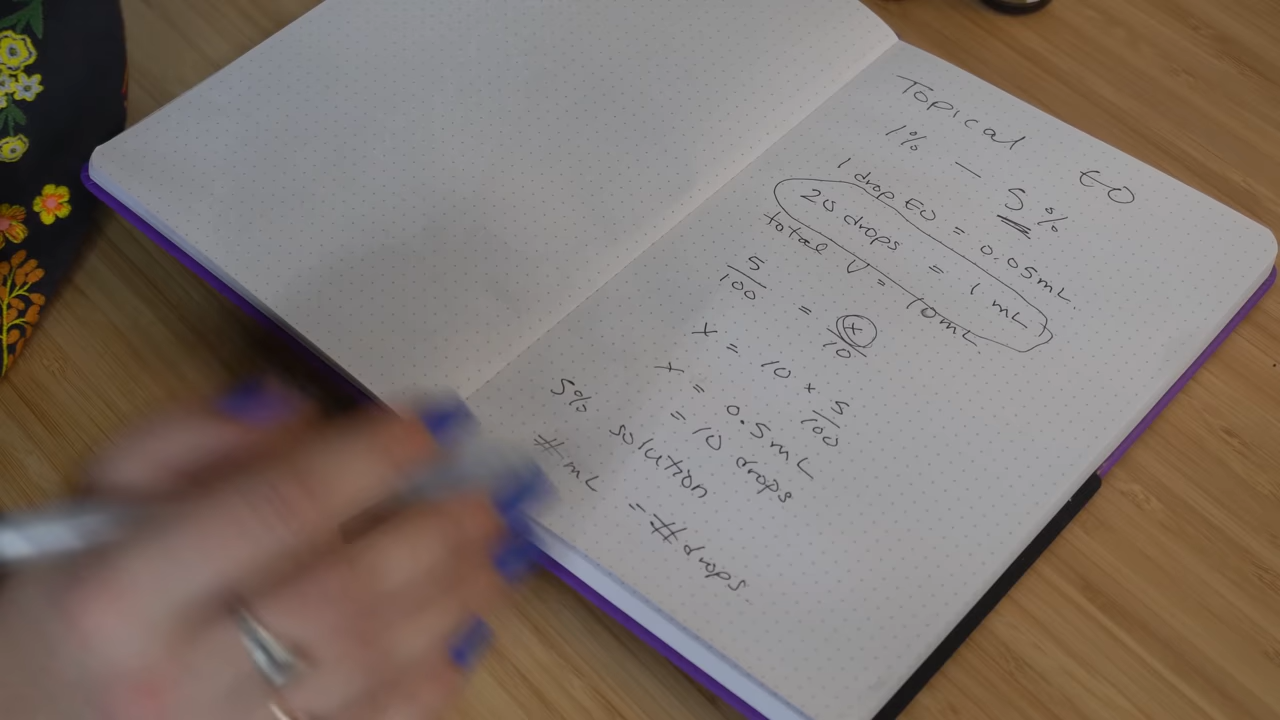 Topical EO
1% — 5%
1 drop EO = 0.05mL
20 drops = 1 mL
total V = 10mL
5/100 = x/10
x = 10 × 5/100
x = 0.5mL
= 10 drops
5% solution
#mL = #drops.